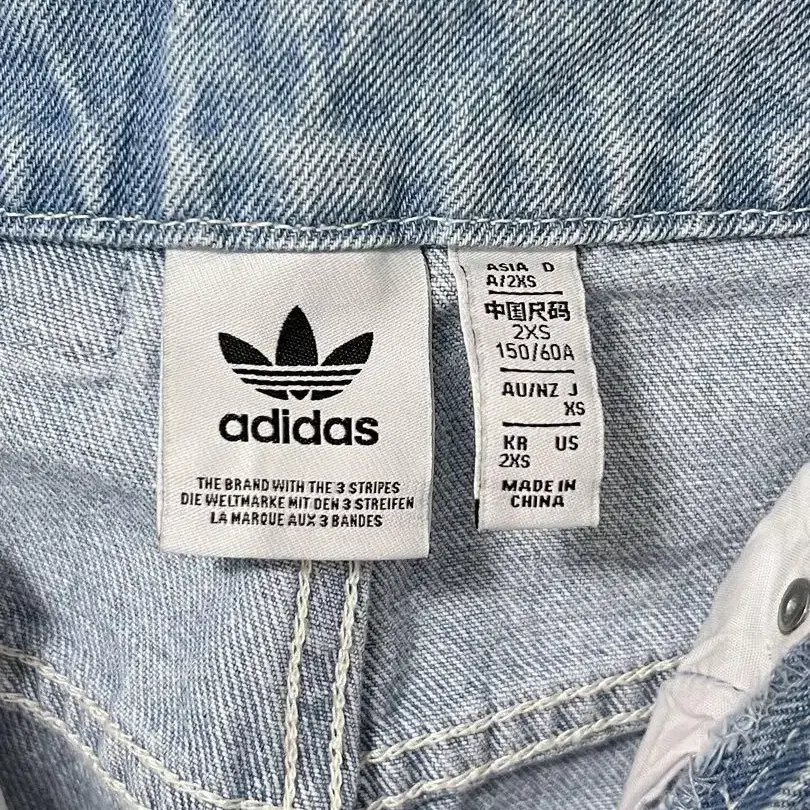 adidas
THE BRAND WITH THE 3 STRIPES
DIE WELTMARKE MIT DEN 3 STREIFEN
LA MARQUE AUX 3 BANDES
ASIA D
A/2XS
中国尺码
2XS
150/60A
AU/NZ J
XS
KR US
2XS
MADE IN
CHINA